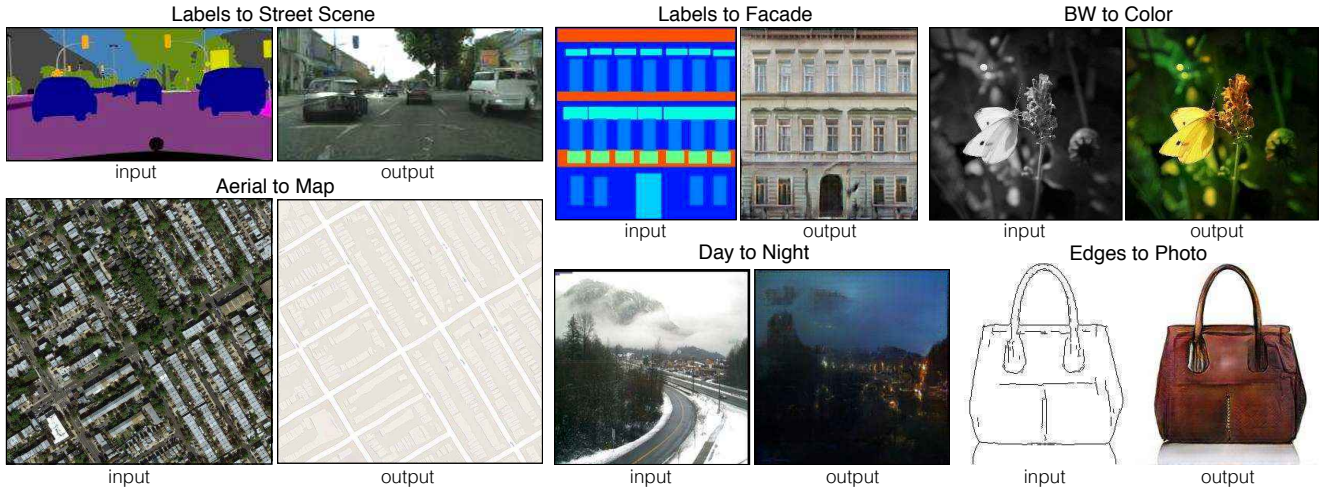 Labels to Street Scene
input
output
Aerial to Map
input
output
Labels to Facade
input
output
Day to Night
input
output
BW to Color
input
output
Edges to Photo
input
output